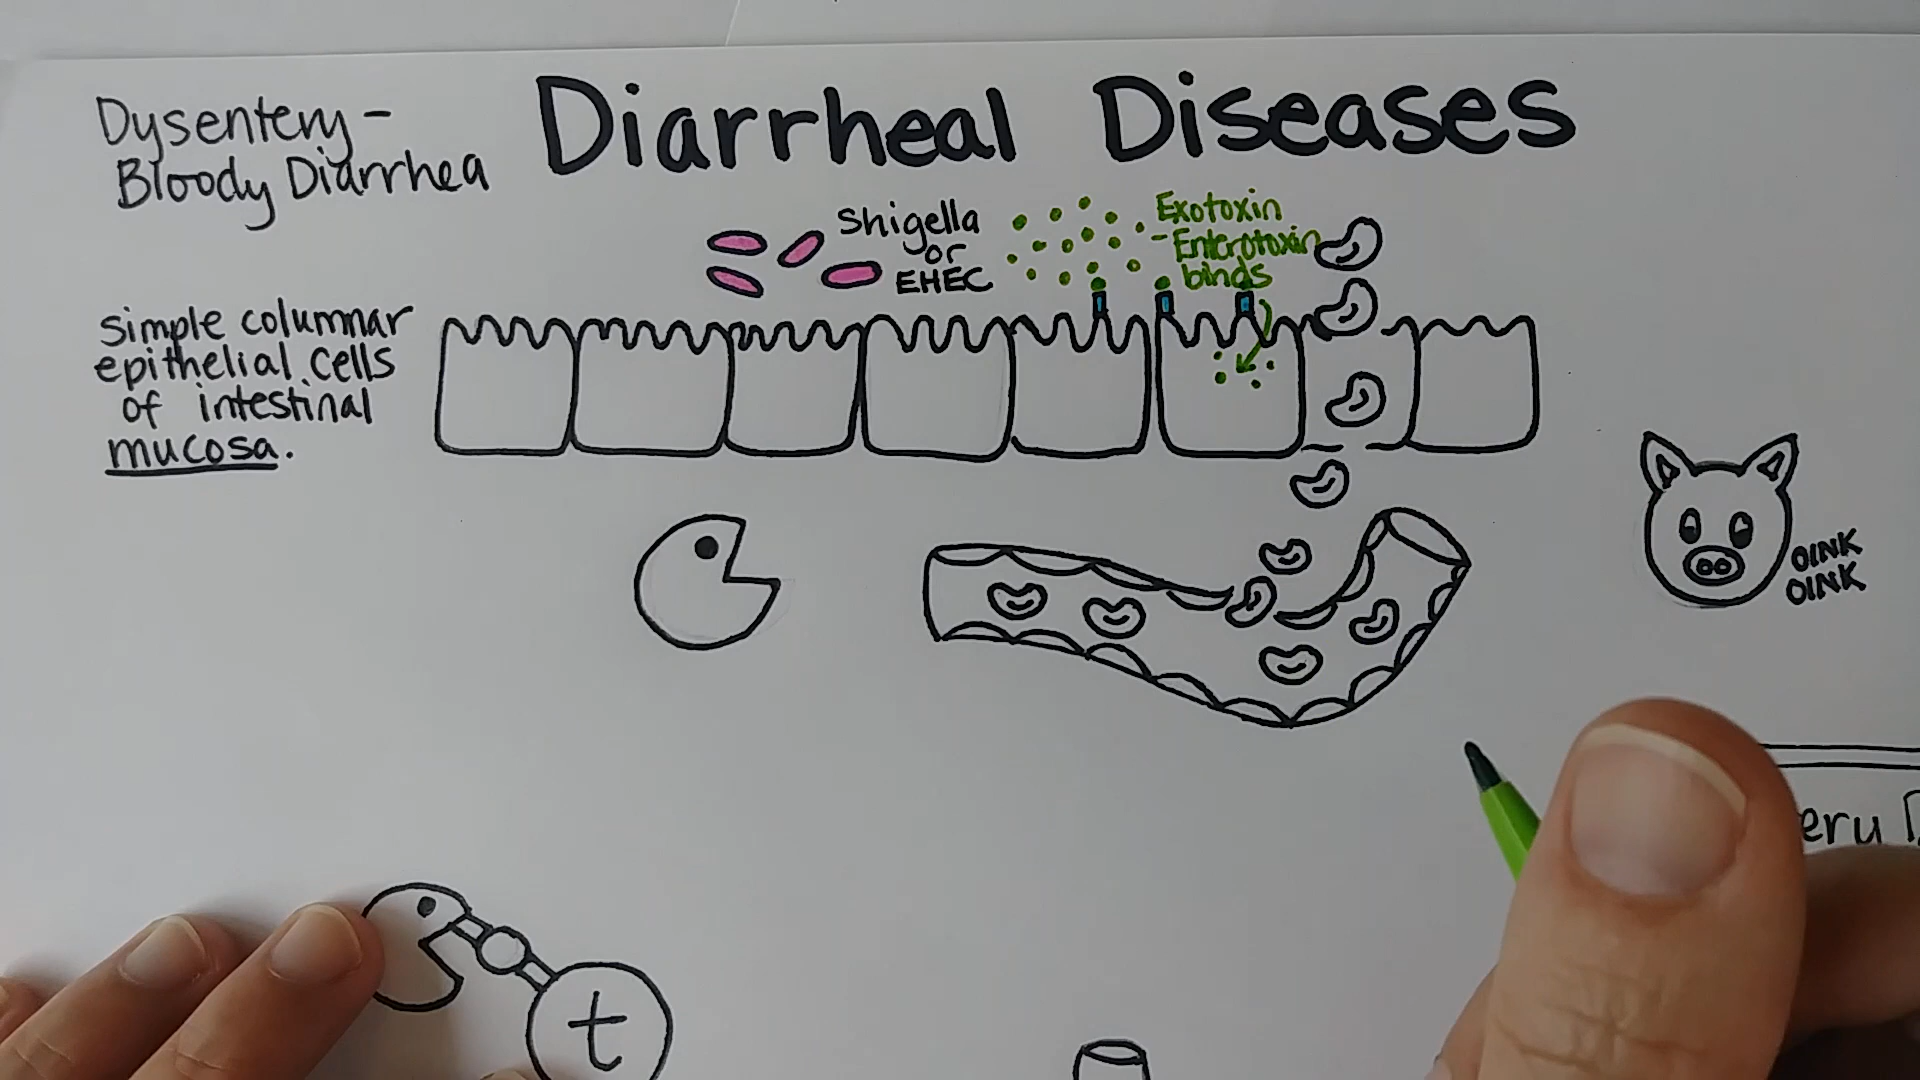 Diarrheal Diseases
Dysentery -
Bloody Diarrhea
Shigella
or
EHEC
Exotoxin
- Enterotoxin
binds
simple columnar
epithelial cells
of intestinal
mucosa.
OINK
OINK
t